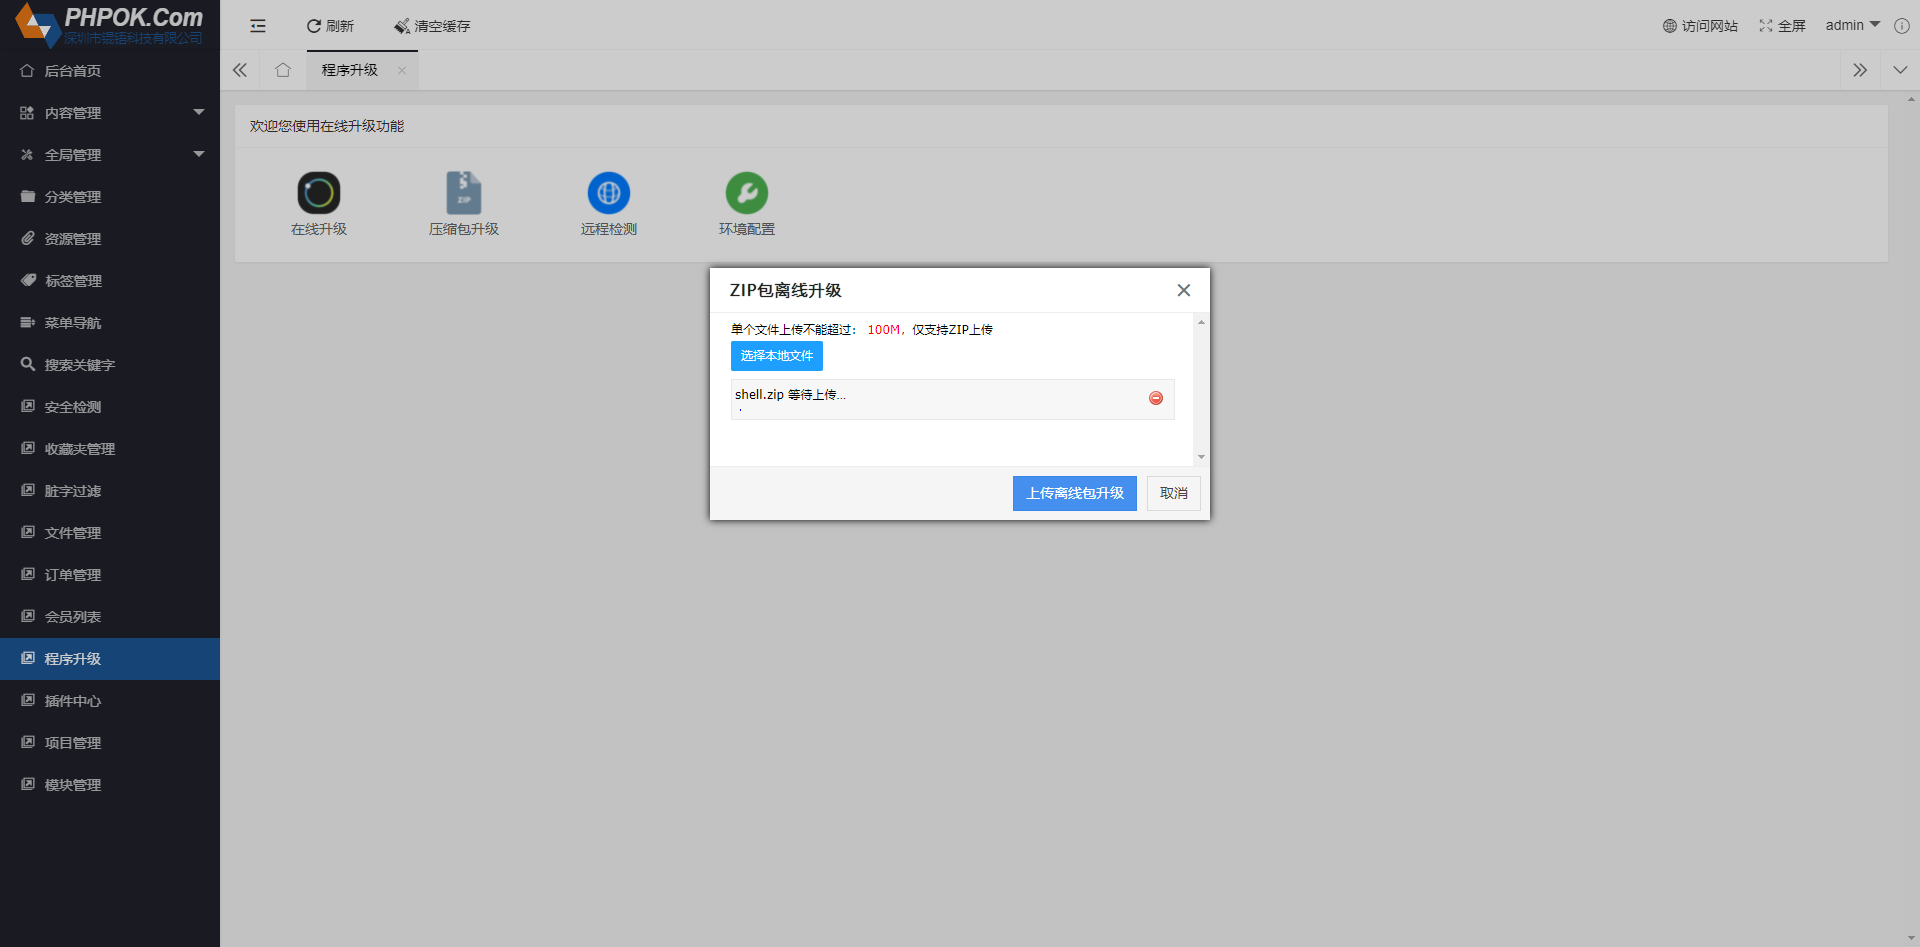 PHPOK.Com
深圳市锟铻科技有限公司
刷新
清空缓存
访问网站
全屏
admin
程序升级
后台首页
内容管理
全局管理
分类管理
资源管理
标签管理
菜单导航
搜索关键字
安全检测
收藏夹管理
脏字过滤
文件管理
订单管理
会员列表
程序升级
插件中心
项目管理
模块管理
欢迎您使用在线升级功能
ZIP
在线升级
压缩包升级
远程检测
环境配置
ZIP包离线升级
单个文件上传不能超过： 100M，仅支持ZIP上传
选择本地文件
shell.zip 等待上传...
上传离线包升级
取消